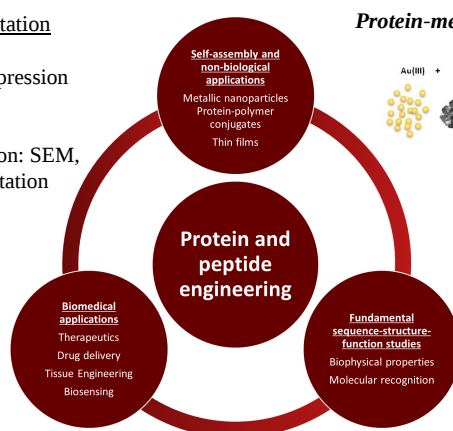 tation
pression
on: SEM,
tation
Protein-me
Au(III) +
Self-assembly and
non-biological
applications
Metallic nanoparticles
Protein-polymer
conjugates
Thin films
Protein and
peptide
engineering
Biomedical
applications
Therapeutics
Drug delivery
Tissue Engineering
Biosensing
Fundamental
sequence-structure-
function studies
Biophysical properties
Molecular recognition